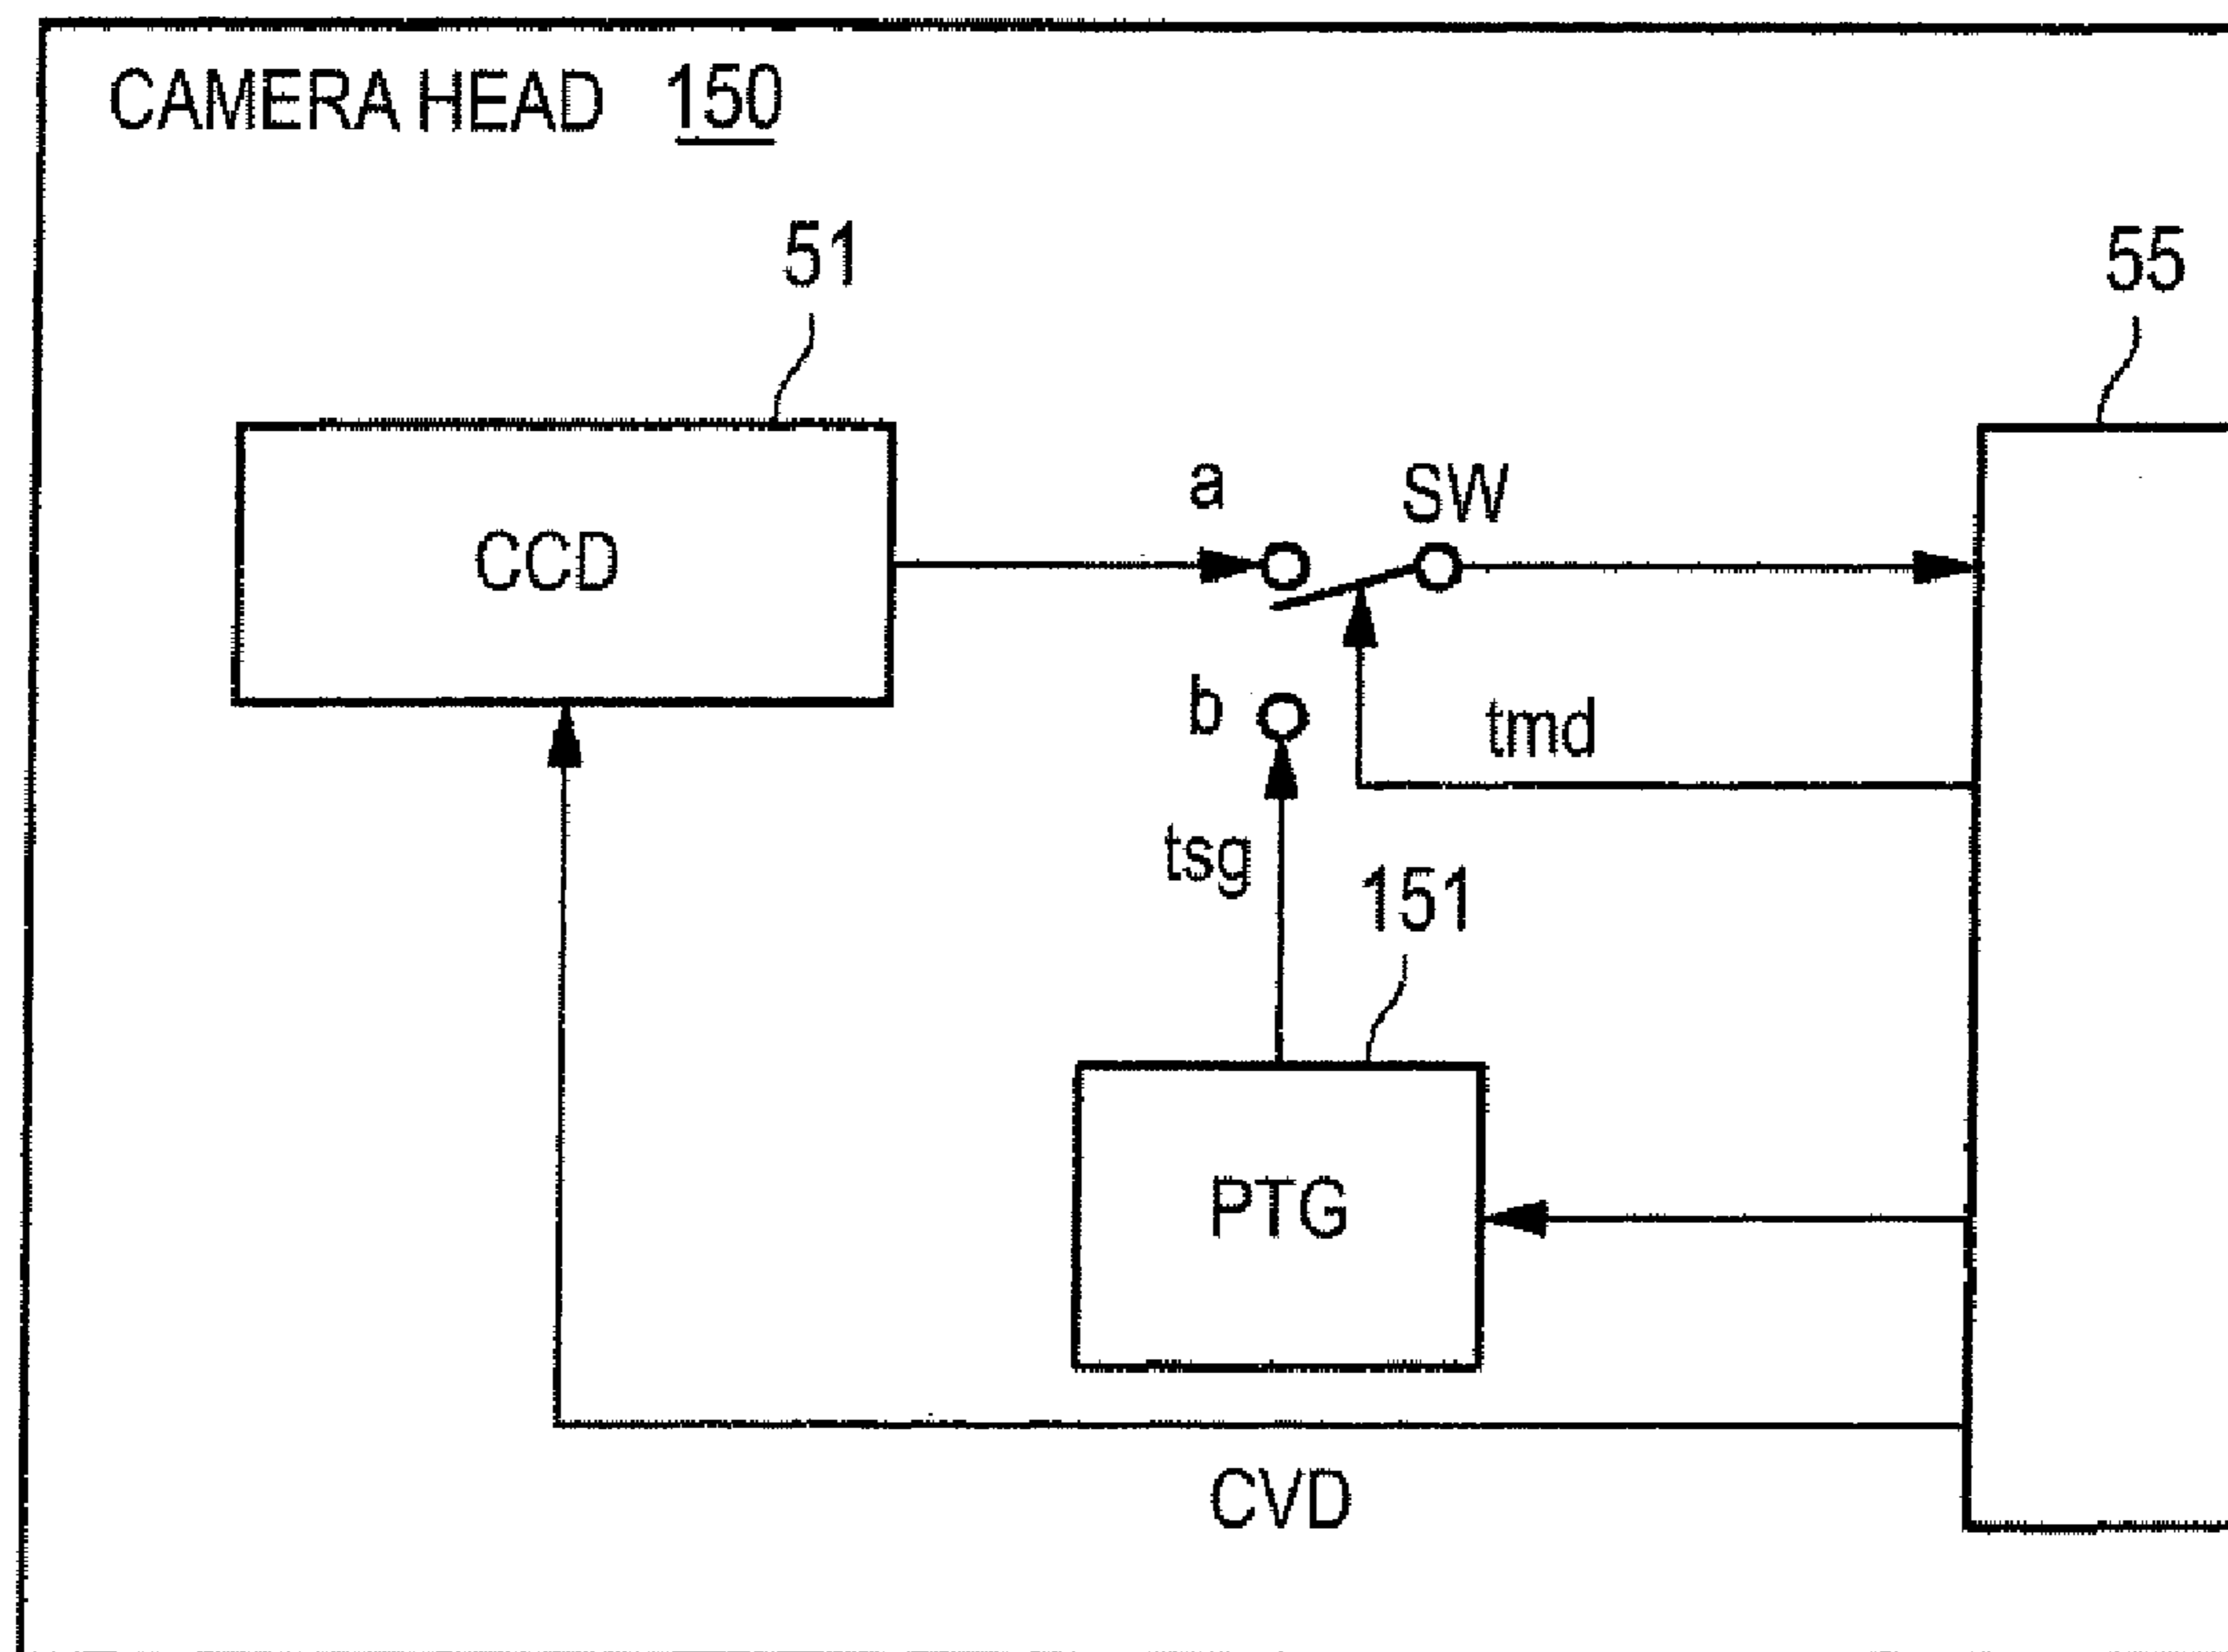 CAMERA HEAD 150
51
55
CCD
a
SW
b
tmd
tsg
151
PTG
CVD